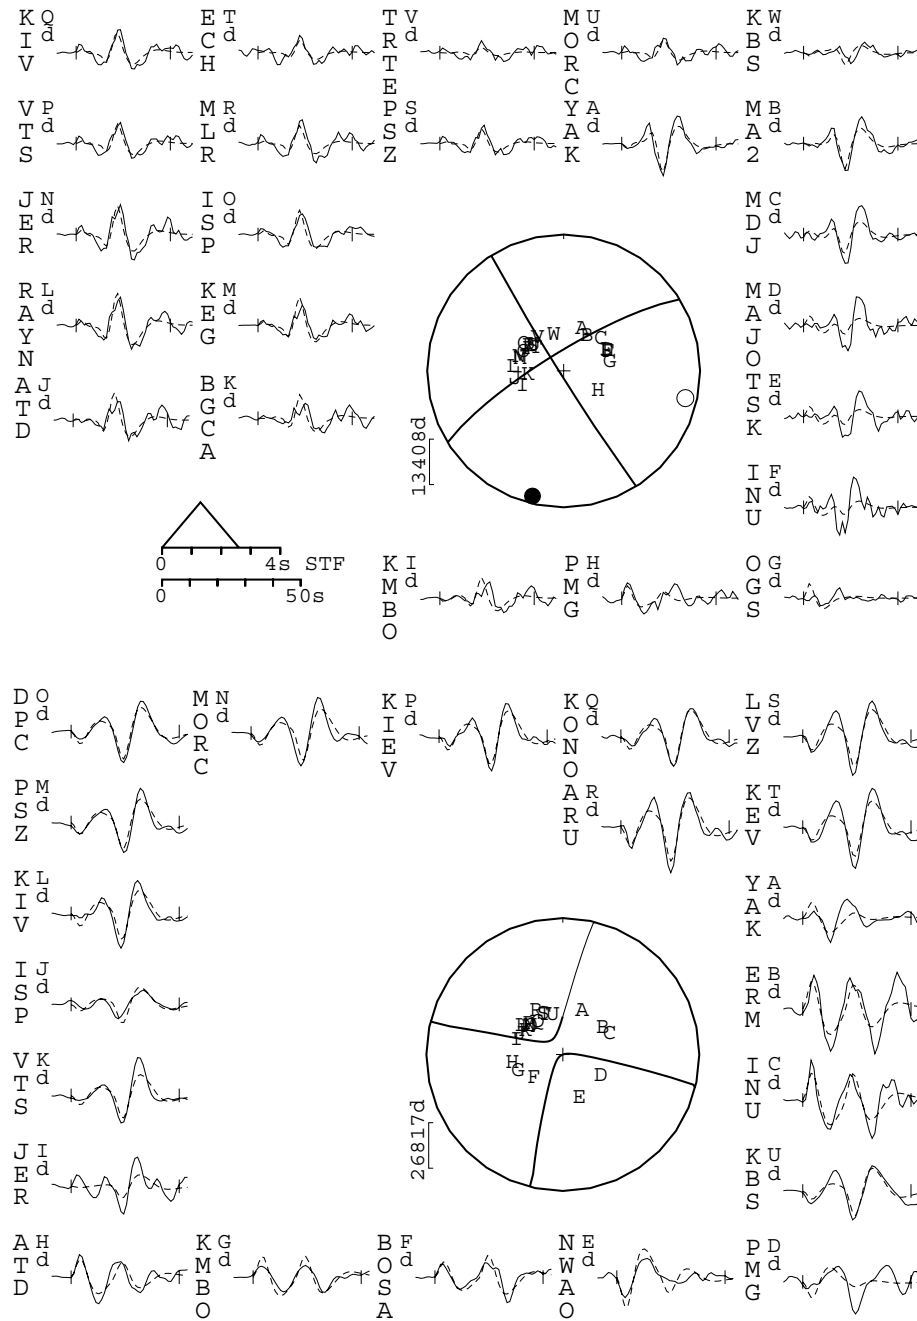 KIV Q d
ECH T d
TRTE V d
MORC U d
KBS W d
VTS P d
MLR R d
PSZ S d
YAK A d
MA2 B d
JER N d
ISP O d
MDJ C d
RAYN L d
KEG M d
MAJO D d
ATD J d
BGCA K d
TSK E d
INU F d
V W A B C E G H M L J K I
13408d
0 4s STF
0 50s
KMBO I d
PMG H d
OGS G d
DPC O d
MORC N d
KIEV P d
KONO Q d
LVZ S d
PSZ M d
ARU R d
KEV T d
KIV L d
YAK A d
ISP J d
ERM B d
VTS K d
INU C d
JER I d
KBS U d
R U A B C Q I H G F D E
26817d
ATD H d
KMBO G d
BOSA F d
NWAO E d
PMG D d